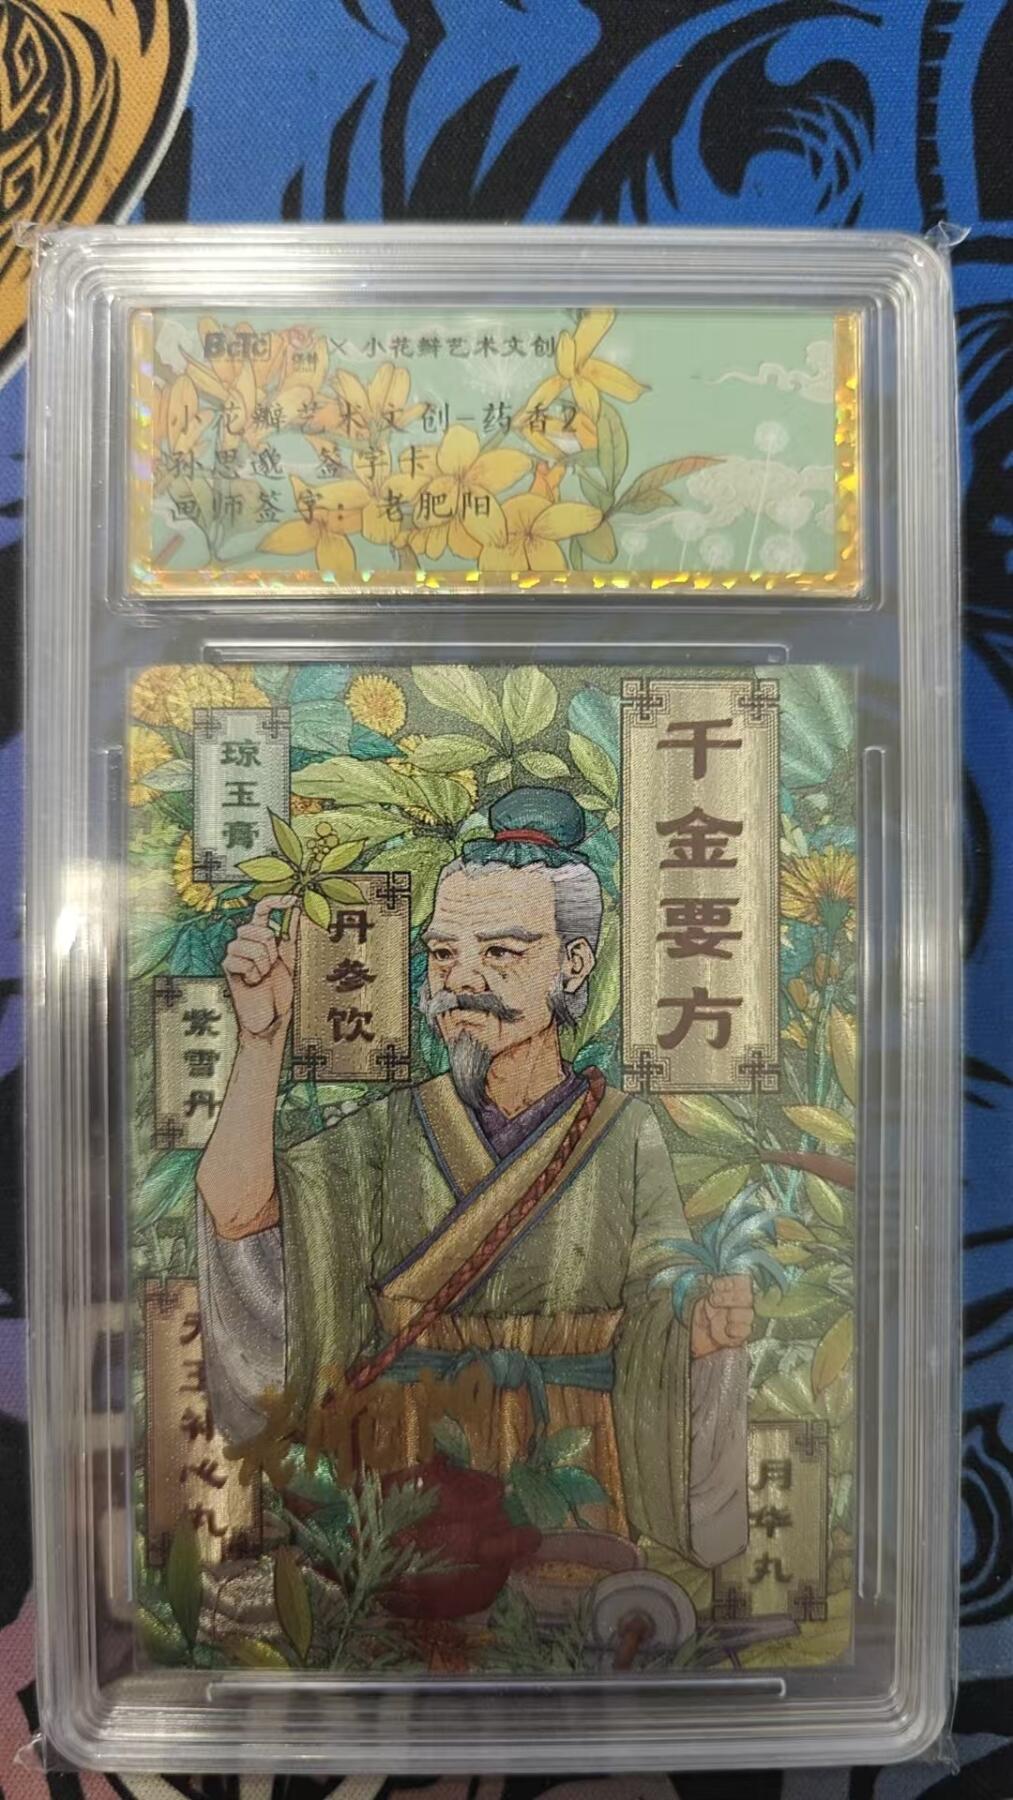 BCTC 保粹 × 小花瓣艺术文创
小花瓣艺术文创-药香2
孙思邈 签字卡
画师签字：老肥阳
千金要方
琼玉膏
丹参饮
紫雪丹
天王补心丸
月华丸